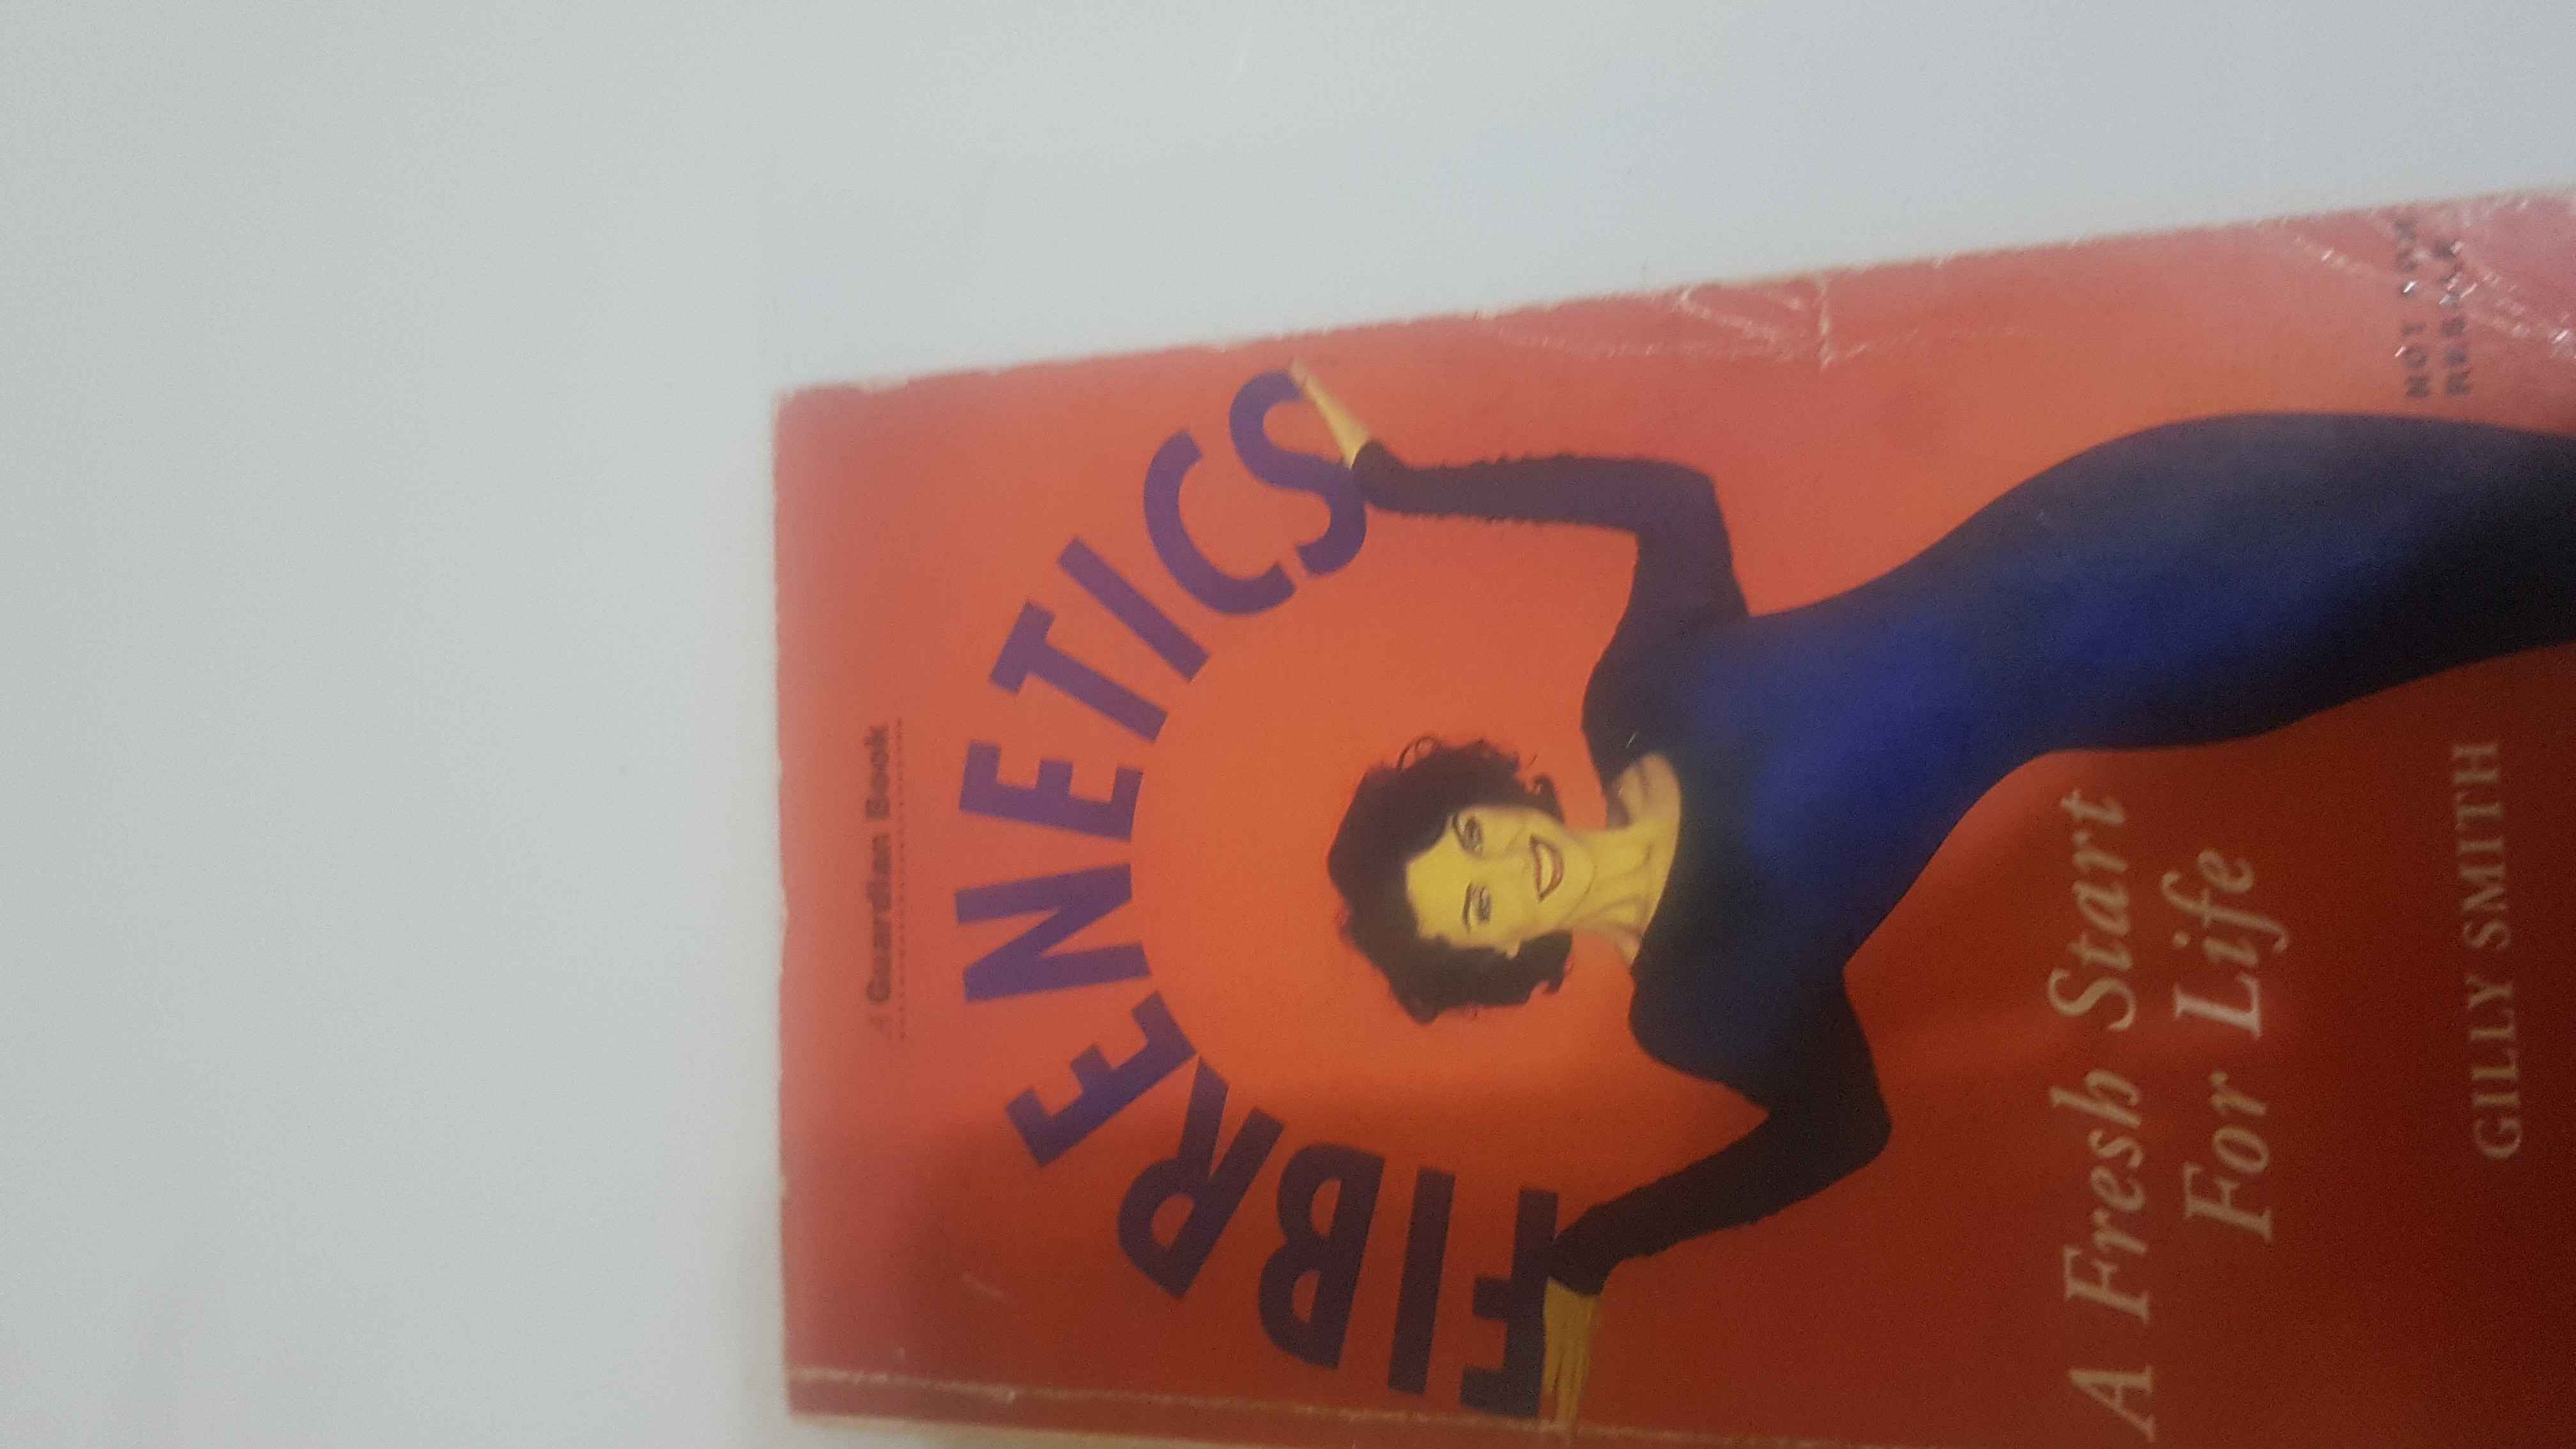 A Guardian Book
FIBRENETICS
A Fresh Start
For Life
GILLY SMITH
NOT FOR
RESALE